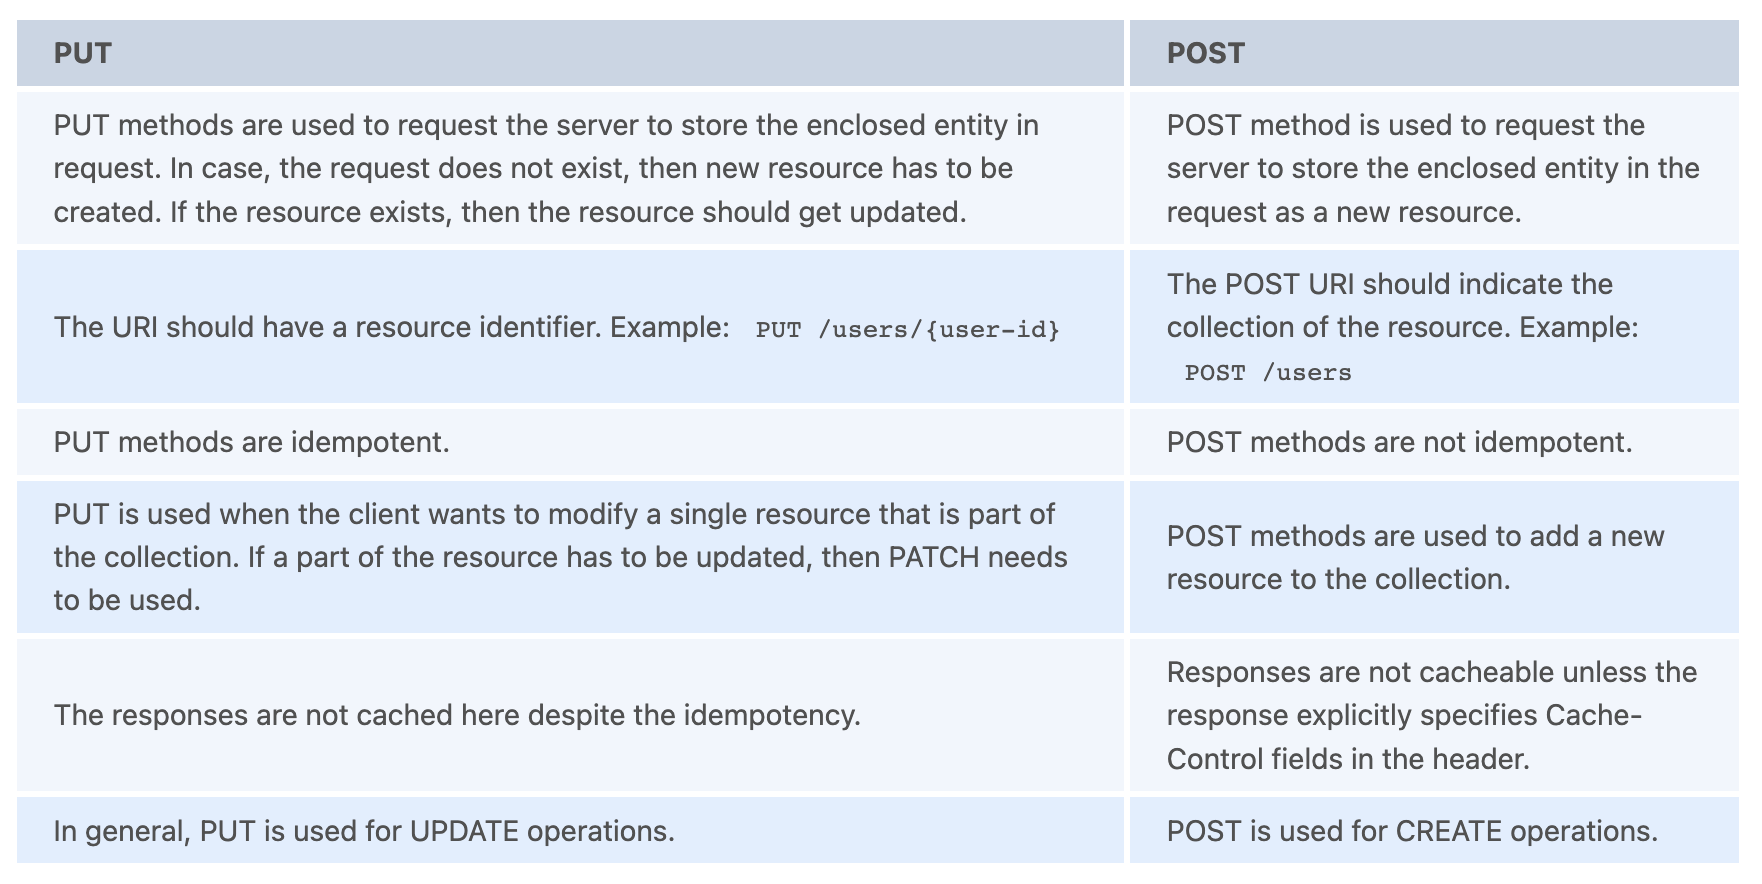 PUT
POST
PUT methods are used to request the server to store the enclosed entity in
request. In case, the request does not exist, then new resource has to be
created. If the resource exists, then the resource should get updated.
POST method is used to request the
server to store the enclosed entity in the
request as a new resource.
The URI should have a resource identifier. Example: PUT /users/{user-id}
The POST URI should indicate the
collection of the resource. Example:
POST /users
PUT methods are idempotent.
POST methods are not idempotent.
PUT is used when the client wants to modify a single resource that is part of
the collection. If a part of the resource has to be updated, then PATCH needs
to be used.
POST methods are used to add a new
resource to the collection.
The responses are not cached here despite the idempotency.
Responses are not cacheable unless the
response explicitly specifies Cache-
Control fields in the header.
In general, PUT is used for UPDATE operations.
POST is used for CREATE operations.